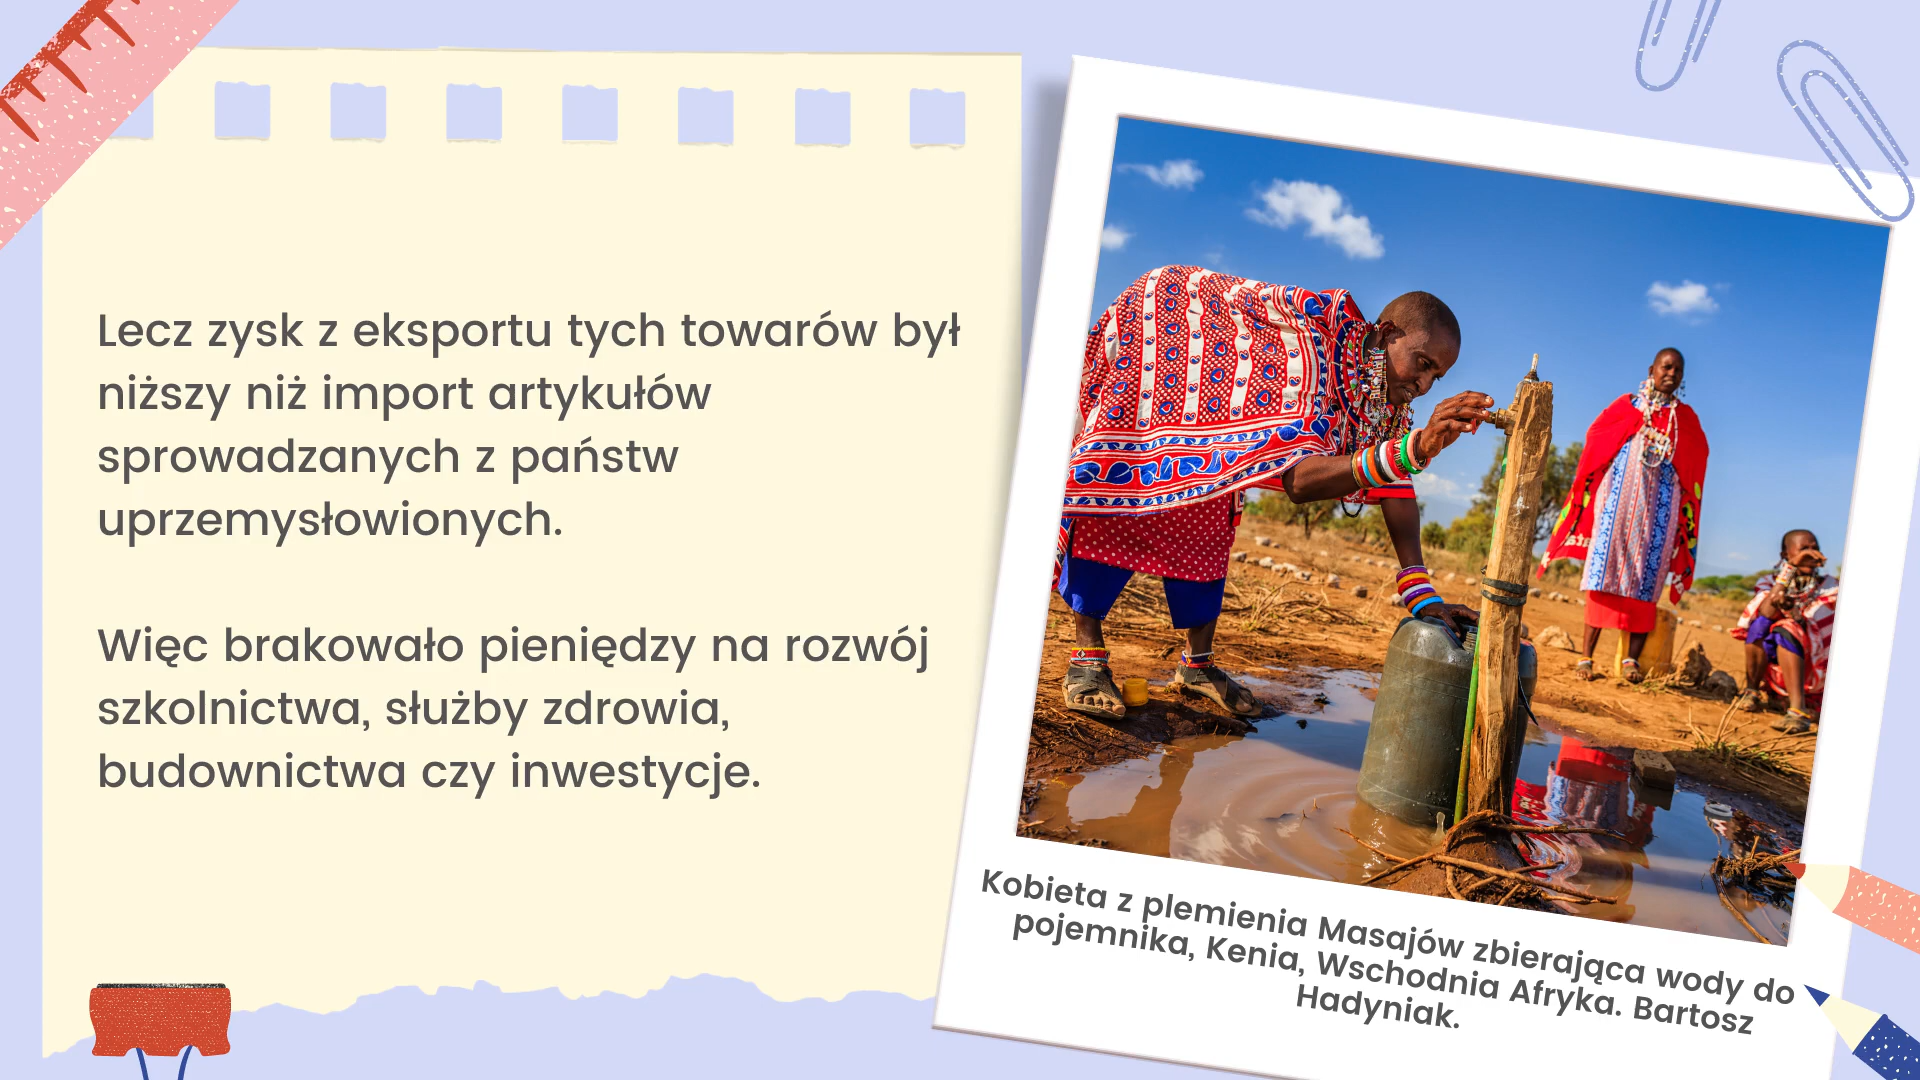 Lecz zysk z eksportu tych towarów był
niższy niż import artykułów
sprowadzanych z państw
uprzemysłowionych.
Więc brakowało pieniędzy na rozwój
szkolnictwa, służby zdrowia,
budownictwa czy inwestycje.
Kobieta z plemienia Masajów zbierająca wody do
pojemnika, Kenia, Wschodnia Afryka. Bartosz
Hadyniak.